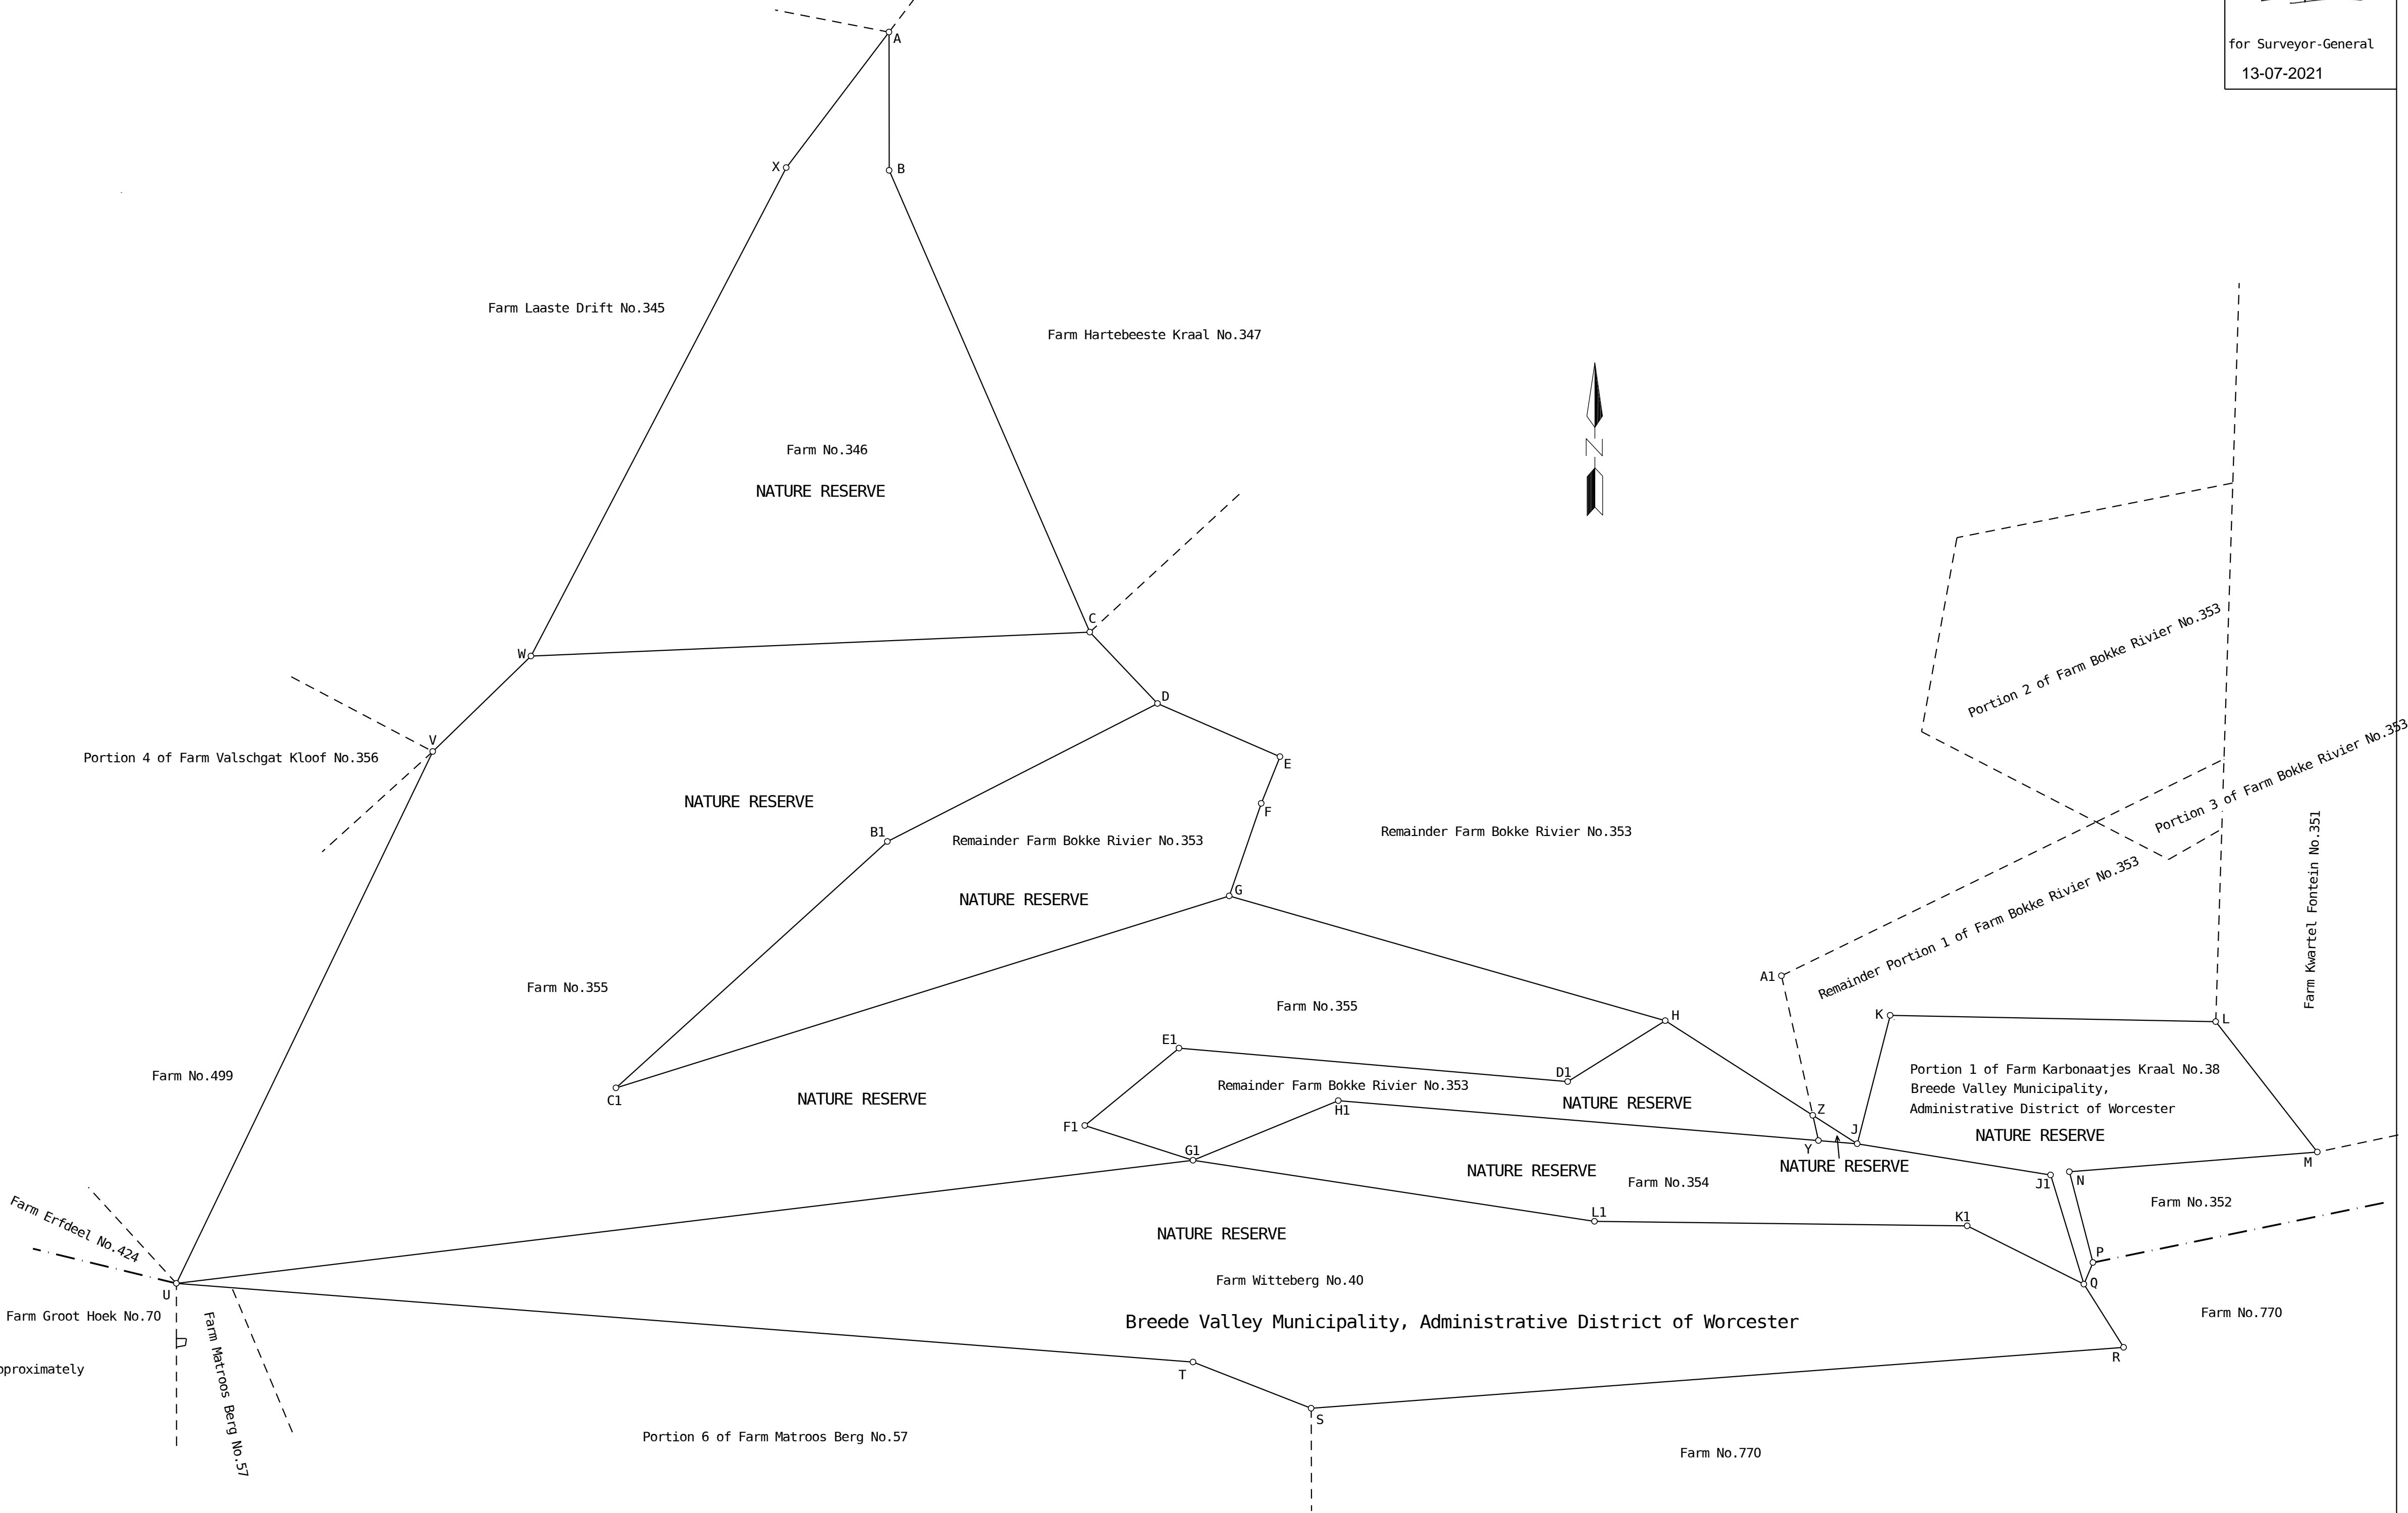 for Surveyor-General
13-07-2021
A
X
B
Farm Laaste Drift No.345
Farm Hartebeeste Kraal No.347
Farm No.346
NATURE RESERVE
N
C
W
D
V
E
Portion 4 of Farm Valschgat Kloof No.356
Portion 2 of Farm Bokke Rivier No.353
Portion 3 of Farm Bokke Rivier No.353
NATURE RESERVE
F
B1
Remainder Farm Bokke Rivier No.353
Remainder Farm Bokke Rivier No.353
G
NATURE RESERVE
Remainder Portion 1 of Farm Bokke Rivier No.353
Farm Kwartel Fontein No.351
A1
Farm No.355
Farm No.355
H
K
L
E1
Farm No.499
D1
Portion 1 of Farm Karbonaatjes Kraal No.38
Breede Valley Municipality,
Administrative District of Worcester
NATURE RESERVE
Remainder Farm Bokke Rivier No.353
C1
NATURE RESERVE
NATURE RESERVE
H1
Z
F1
J
G1
Y
M
NATURE RESERVE
NATURE RESERVE
Farm No.354
J1
N
Farm No.352
L1
K1
Farm Erfdeel No.424
NATURE RESERVE
P
Farm Witteberg No.40
Q
U
Farm Groot Hoek No.70
Farm Matroos Berg No.57
Breede Valley Municipality, Administrative District of Worcester
Farm No.770
R
T
pproximately
S
Portion 6 of Farm Matroos Berg No.57
Farm No.770